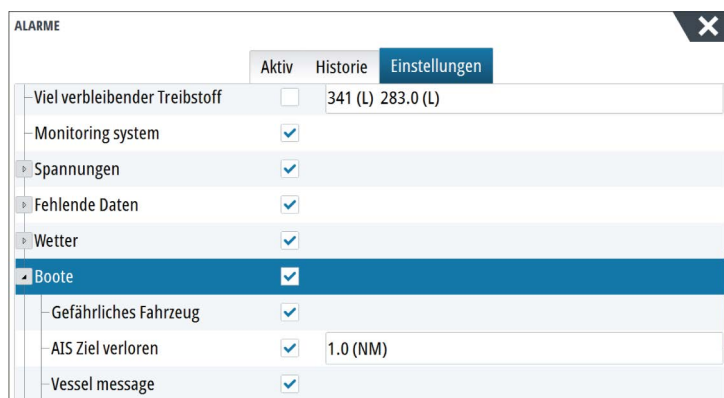 ALARME
Aktiv Historie Einstellungen
Viel verbleibender Treibstoff 341 (L) 283.0 (L)
Monitoring system
Spannungen
Fehlende Daten
Wetter
Boote
Gefährliches Fahrzeug
AIS Ziel verloren 1.0 (NM)
Vessel message